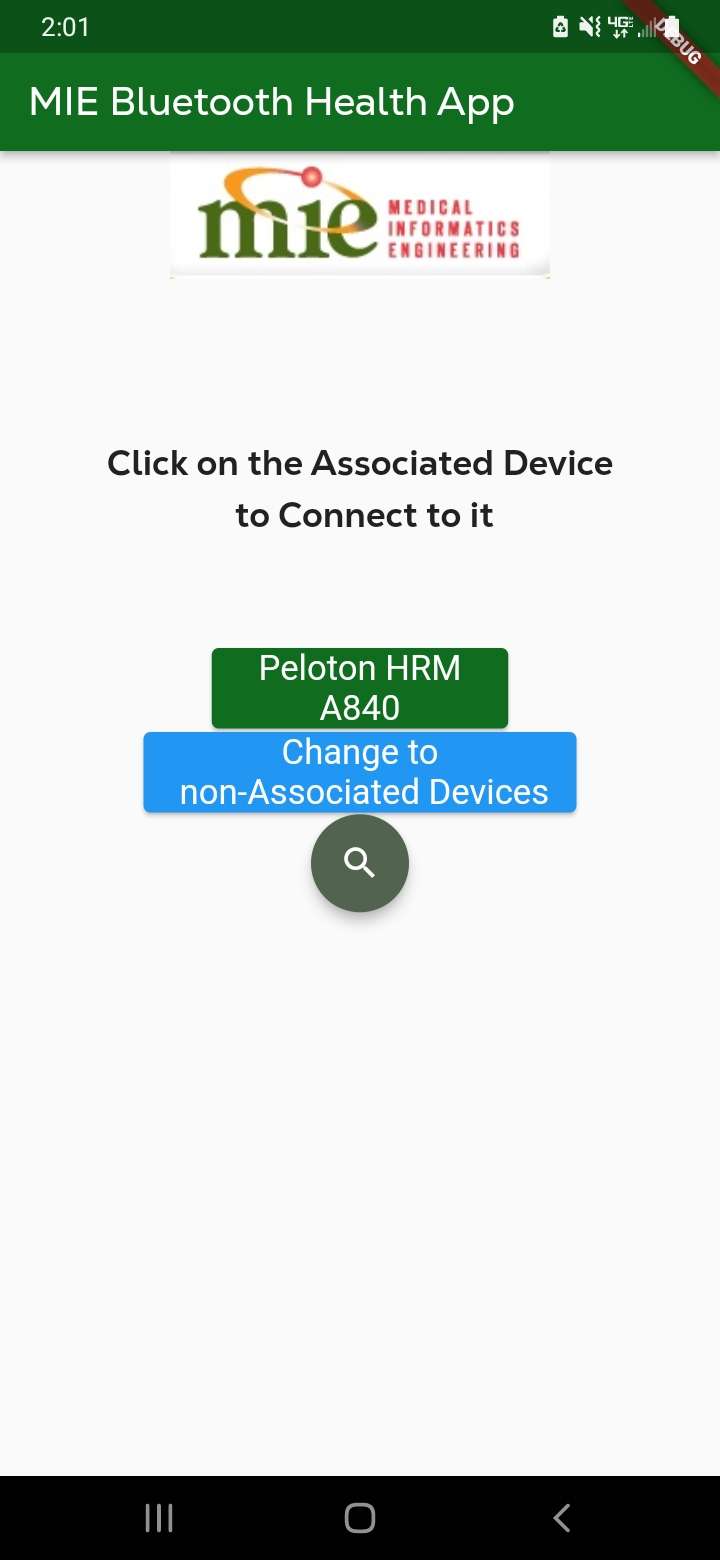 2:01
4G
DEBUG
MIE Bluetooth Health App
mie
MEDICAL
INFORMATICS
ENGINEERING
Click on the Associated Device
to Connect to it
Peloton HRM
A840
Change to
non-Associated Devices